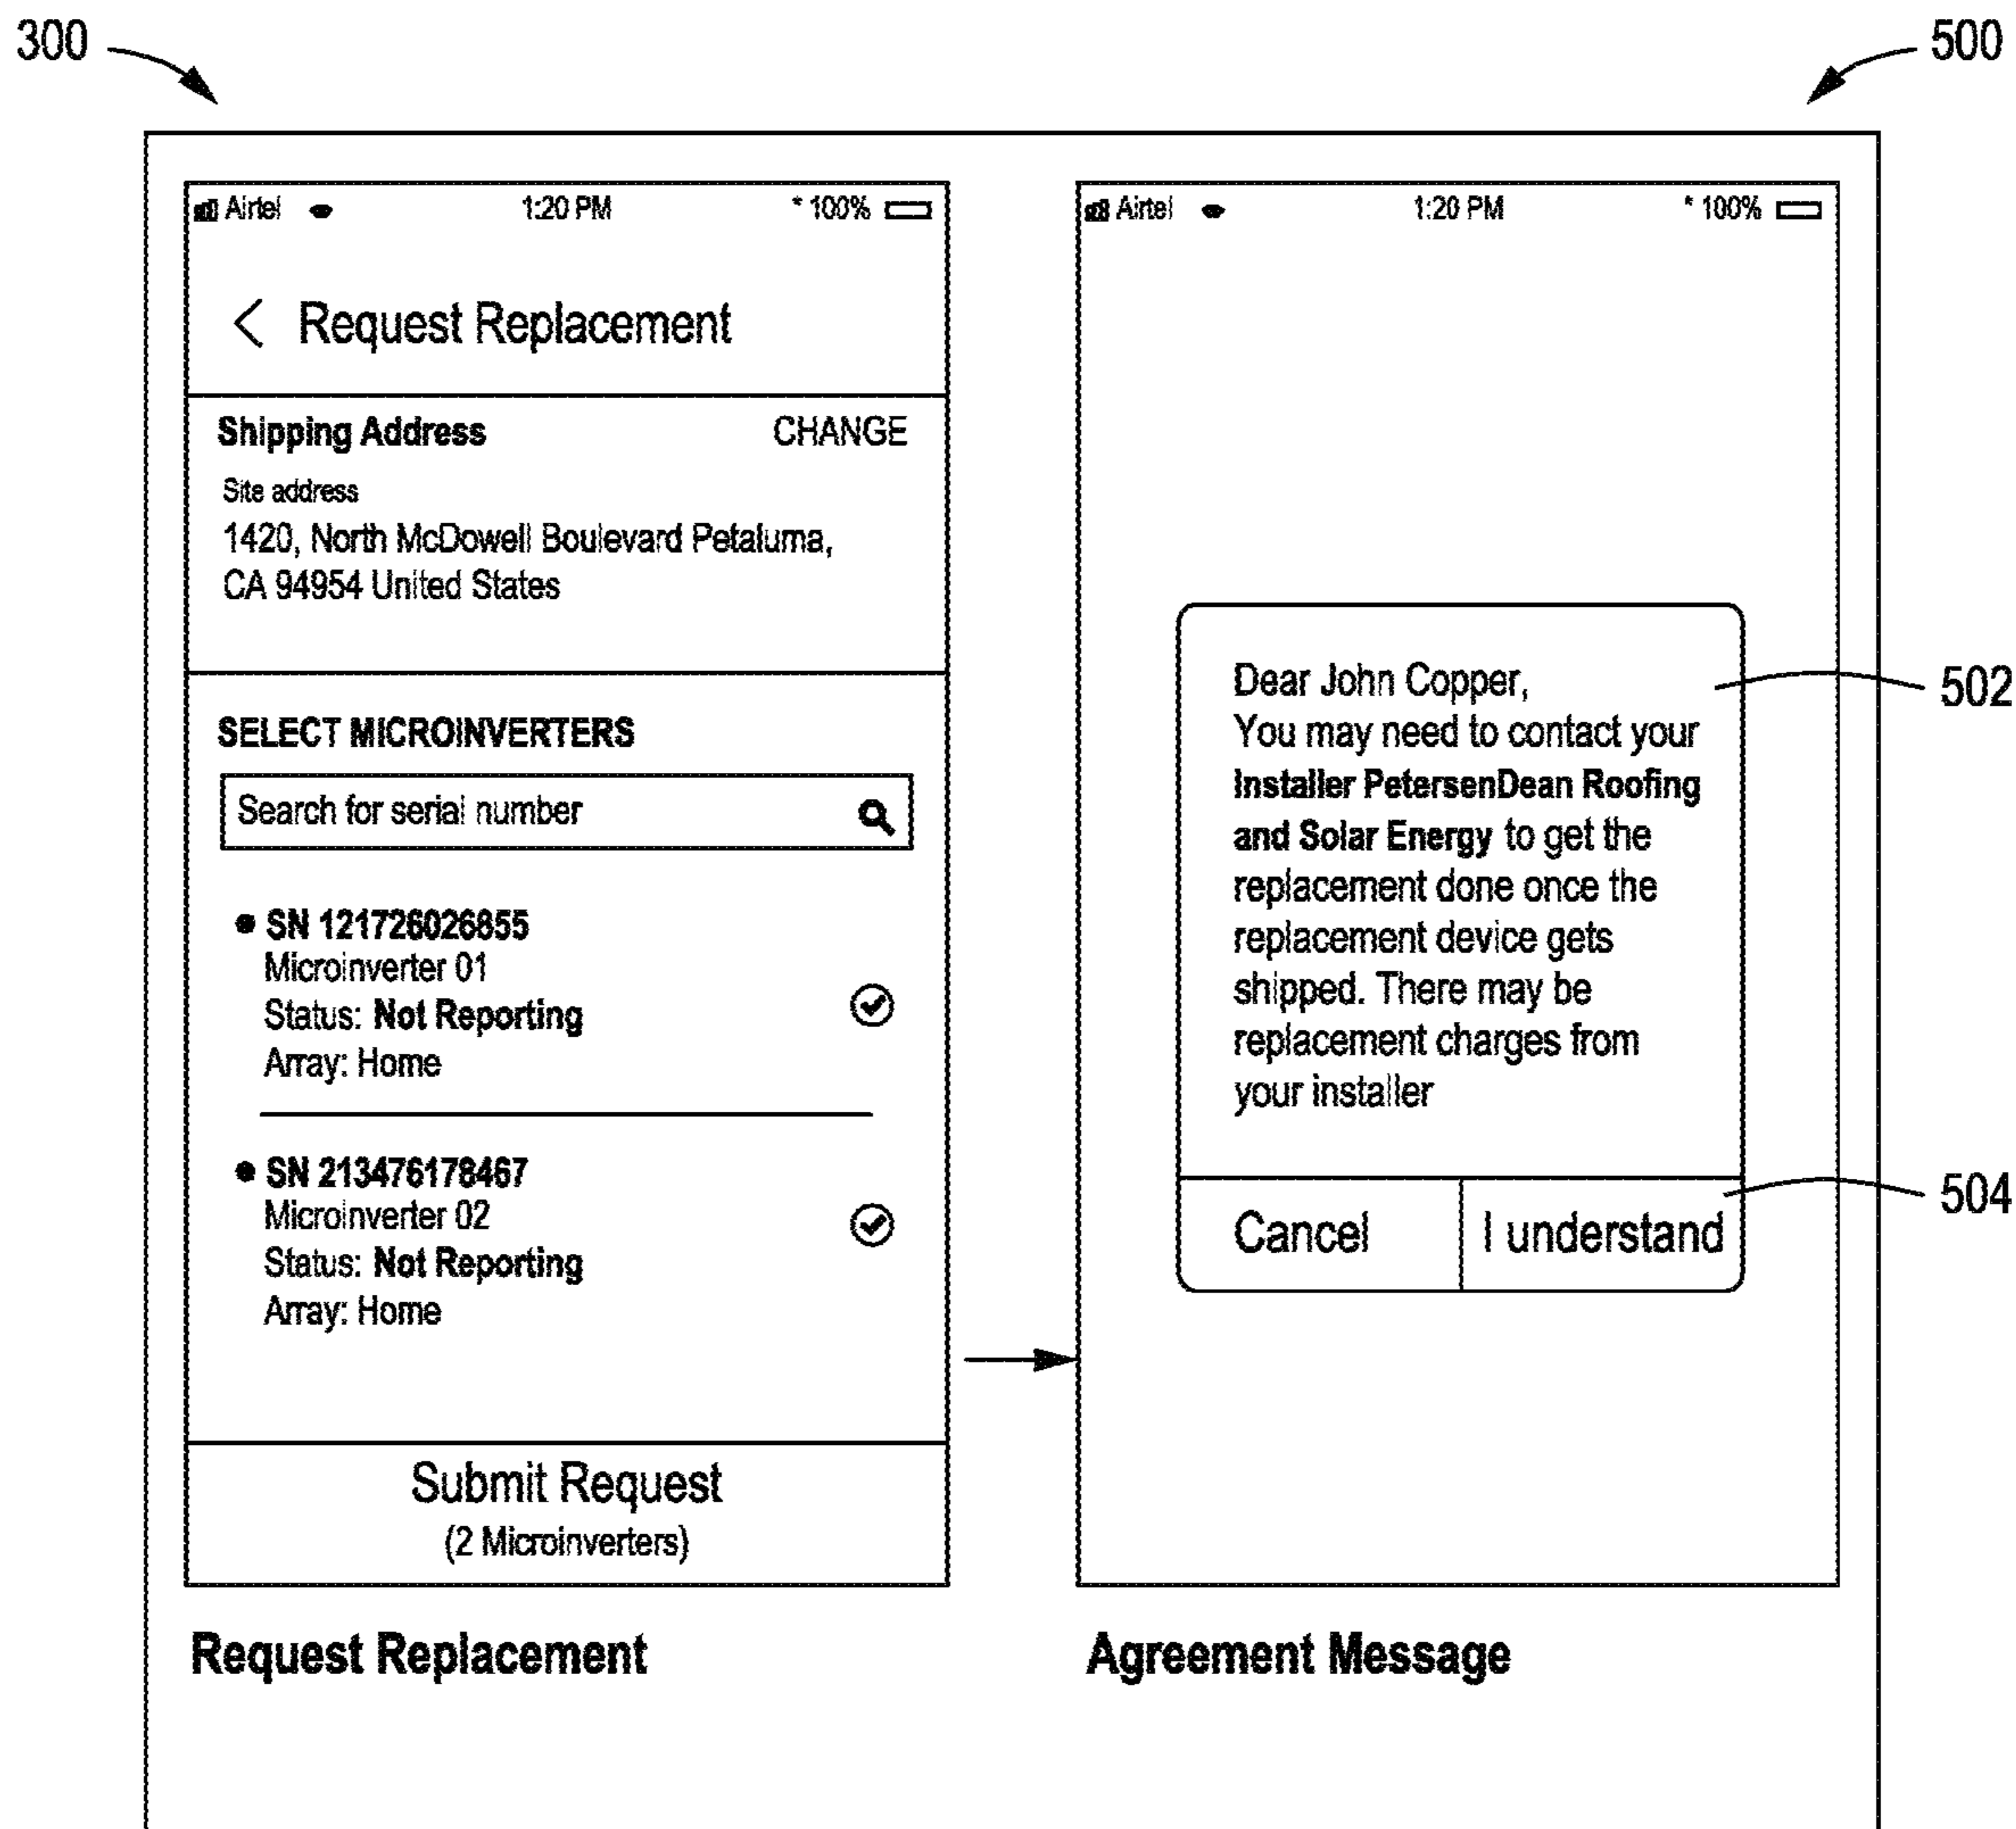 300
500
Airtel 1:20 PM * 100%
< Request Replacement
Shipping Address CHANGE
Site address
1420, North McDowell Boulevard Petaluma,
CA 94954 United States
SELECT MICROINVERTERS
Search for serial number
• SN 121726026855
Microinverter 01
Status: Not Reporting
Array: Home
• SN 213476178467
Microinverter 02
Status: Not Reporting
Array: Home
Submit Request
(2 Microinverters)
Request Replacement
Airtel 1:20 PM * 100%
Dear John Copper,
You may need to contact your
Installer PetersenDean Roofing
and Solar Energy to get the
replacement done once the
replacement device gets
shipped. There may be
replacement charges from
your installer
502
Cancel I understand
504
Agreement Message